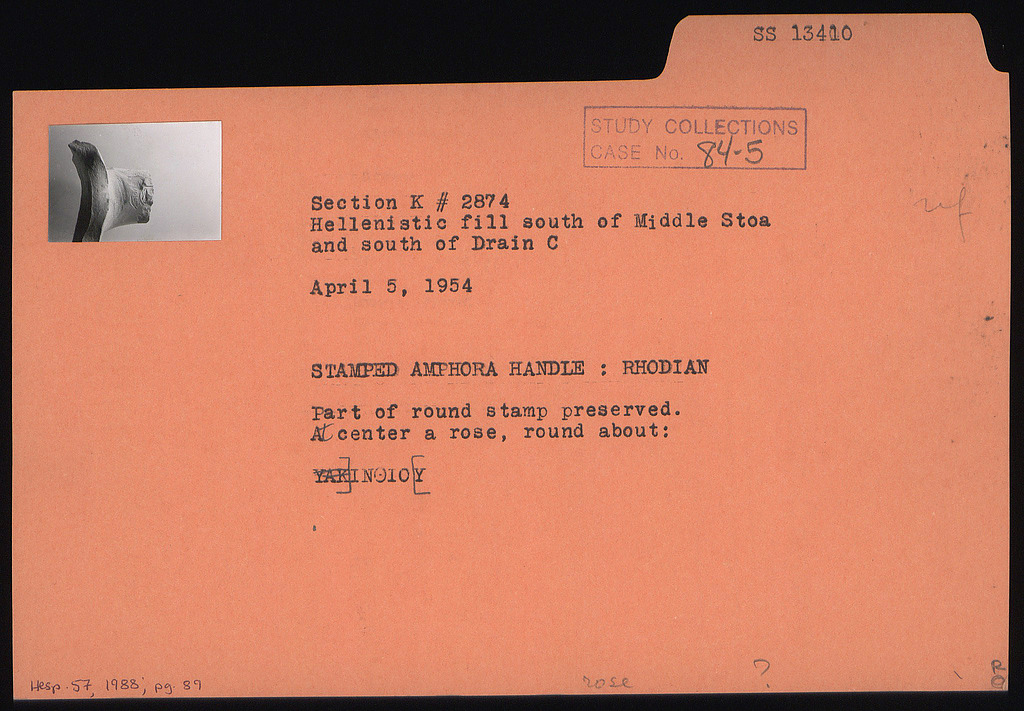 SS 13410
STUDY COLLECTIONS
CASE No. 84-5
Section K # 2874
Hellenistic fill south of Middle Stoa
and south of Drain C
April 5, 1954
STAMPED AMPHORA HANDLE : RHODIAN
Part of round stamp preserved.
At center a rose, round about:
YAK]INΘIO[Y
Hesp. 57, 1988, pg. 89
rose ?